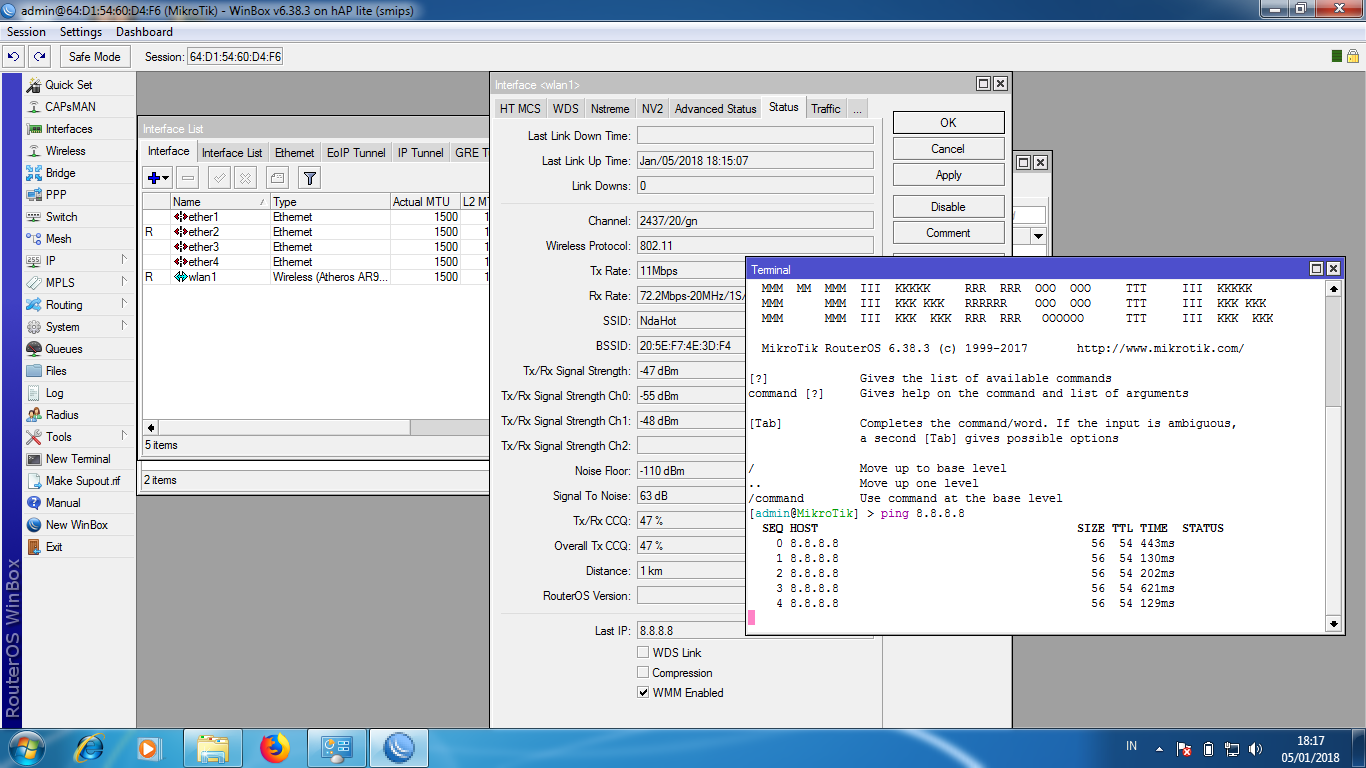 admin@64:D1:54:60:D4:F6 (MikroTik) - WinBox v6.38.3 on hAP lite (smips)
Session Settings Dashboard
Safe Mode Session: 64:D1:54:60:D4:F6
Quick Set
CAPsMAN
Interfaces
Wireless
Bridge
PPP
Switch
Mesh
IP
MPLS
Routing
System
Queues
Files
Log
Radius
Tools
New Terminal
Make Supout.rif
Manual
New WinBox
Exit
RouterOS WinBox
Interface List
Interface Interface List Ethernet EoIP Tunnel IP Tunnel GRE T
Name / Type Actual MTU L2 MT
ether1 Ethernet 1500 1
R ether2 Ethernet 1500 1
ether3 Ethernet 1500 1
ether4 Ethernet 1500 1
R wlan1 Wireless (Atheros AR9... 1500 1
5 items
2 items
Interface <wlan1>
HT MCS WDS Nstreme NV2 Advanced Status Status Traffic ...
Last Link Down Time:
Last Link Up Time: Jan/05/2018 18:15:07
Link Downs: 0
Channel: 2437/20/gn
Wireless Protocol: 802.11
Tx Rate: 11Mbps
Rx Rate: 72.2Mbps-20MHz/1S/
SSID: NdaHot
BSSID: 20:5E:F7:4E:3D:F4
Tx/Rx Signal Strength: -47 dBm
Tx/Rx Signal Strength Ch0: -55 dBm
Tx/Rx Signal Strength Ch1: -48 dBm
Tx/Rx Signal Strength Ch2:
Noise Floor: -110 dBm
Signal To Noise: 63 dB
Tx/Rx CCQ: 47 %
Overall Tx CCQ: 47 %
Distance: 1 km
RouterOS Version:
Last IP: 8.8.8.8
WDS Link
Compression
WMM Enabled
OK
Cancel
Apply
Disable
Comment
Terminal
MMM MM MMM III KKKKK RRR RRR OOO OOO TTT III KKKKK
MMM MMM III KKK KKK RRRRRR OOO OOO TTT III KKK KKK
MMM MMM III KKK KKK RRR RRR OOOOOO TTT III KKK KKK
MikroTik RouterOS 6.38.3 (c) 1999-2017 http://www.mikrotik.com/
[?] Gives the list of available commands
command [?] Gives help on the command and list of arguments
[Tab] Completes the command/word. If the input is ambiguous,
a second [Tab] gives possible options
/ Move up to base level
.. Move up one level
/command Use command at the base level
[admin@MikroTik] > ping 8.8.8.8
SEQ HOST SIZE TTL TIME STATUS
0 8.8.8.8 56 54 443ms
1 8.8.8.8 56 54 130ms
2 8.8.8.8 56 54 202ms
3 8.8.8.8 56 54 621ms
4 8.8.8.8 56 54 129ms
IN 18:17
05/01/2018